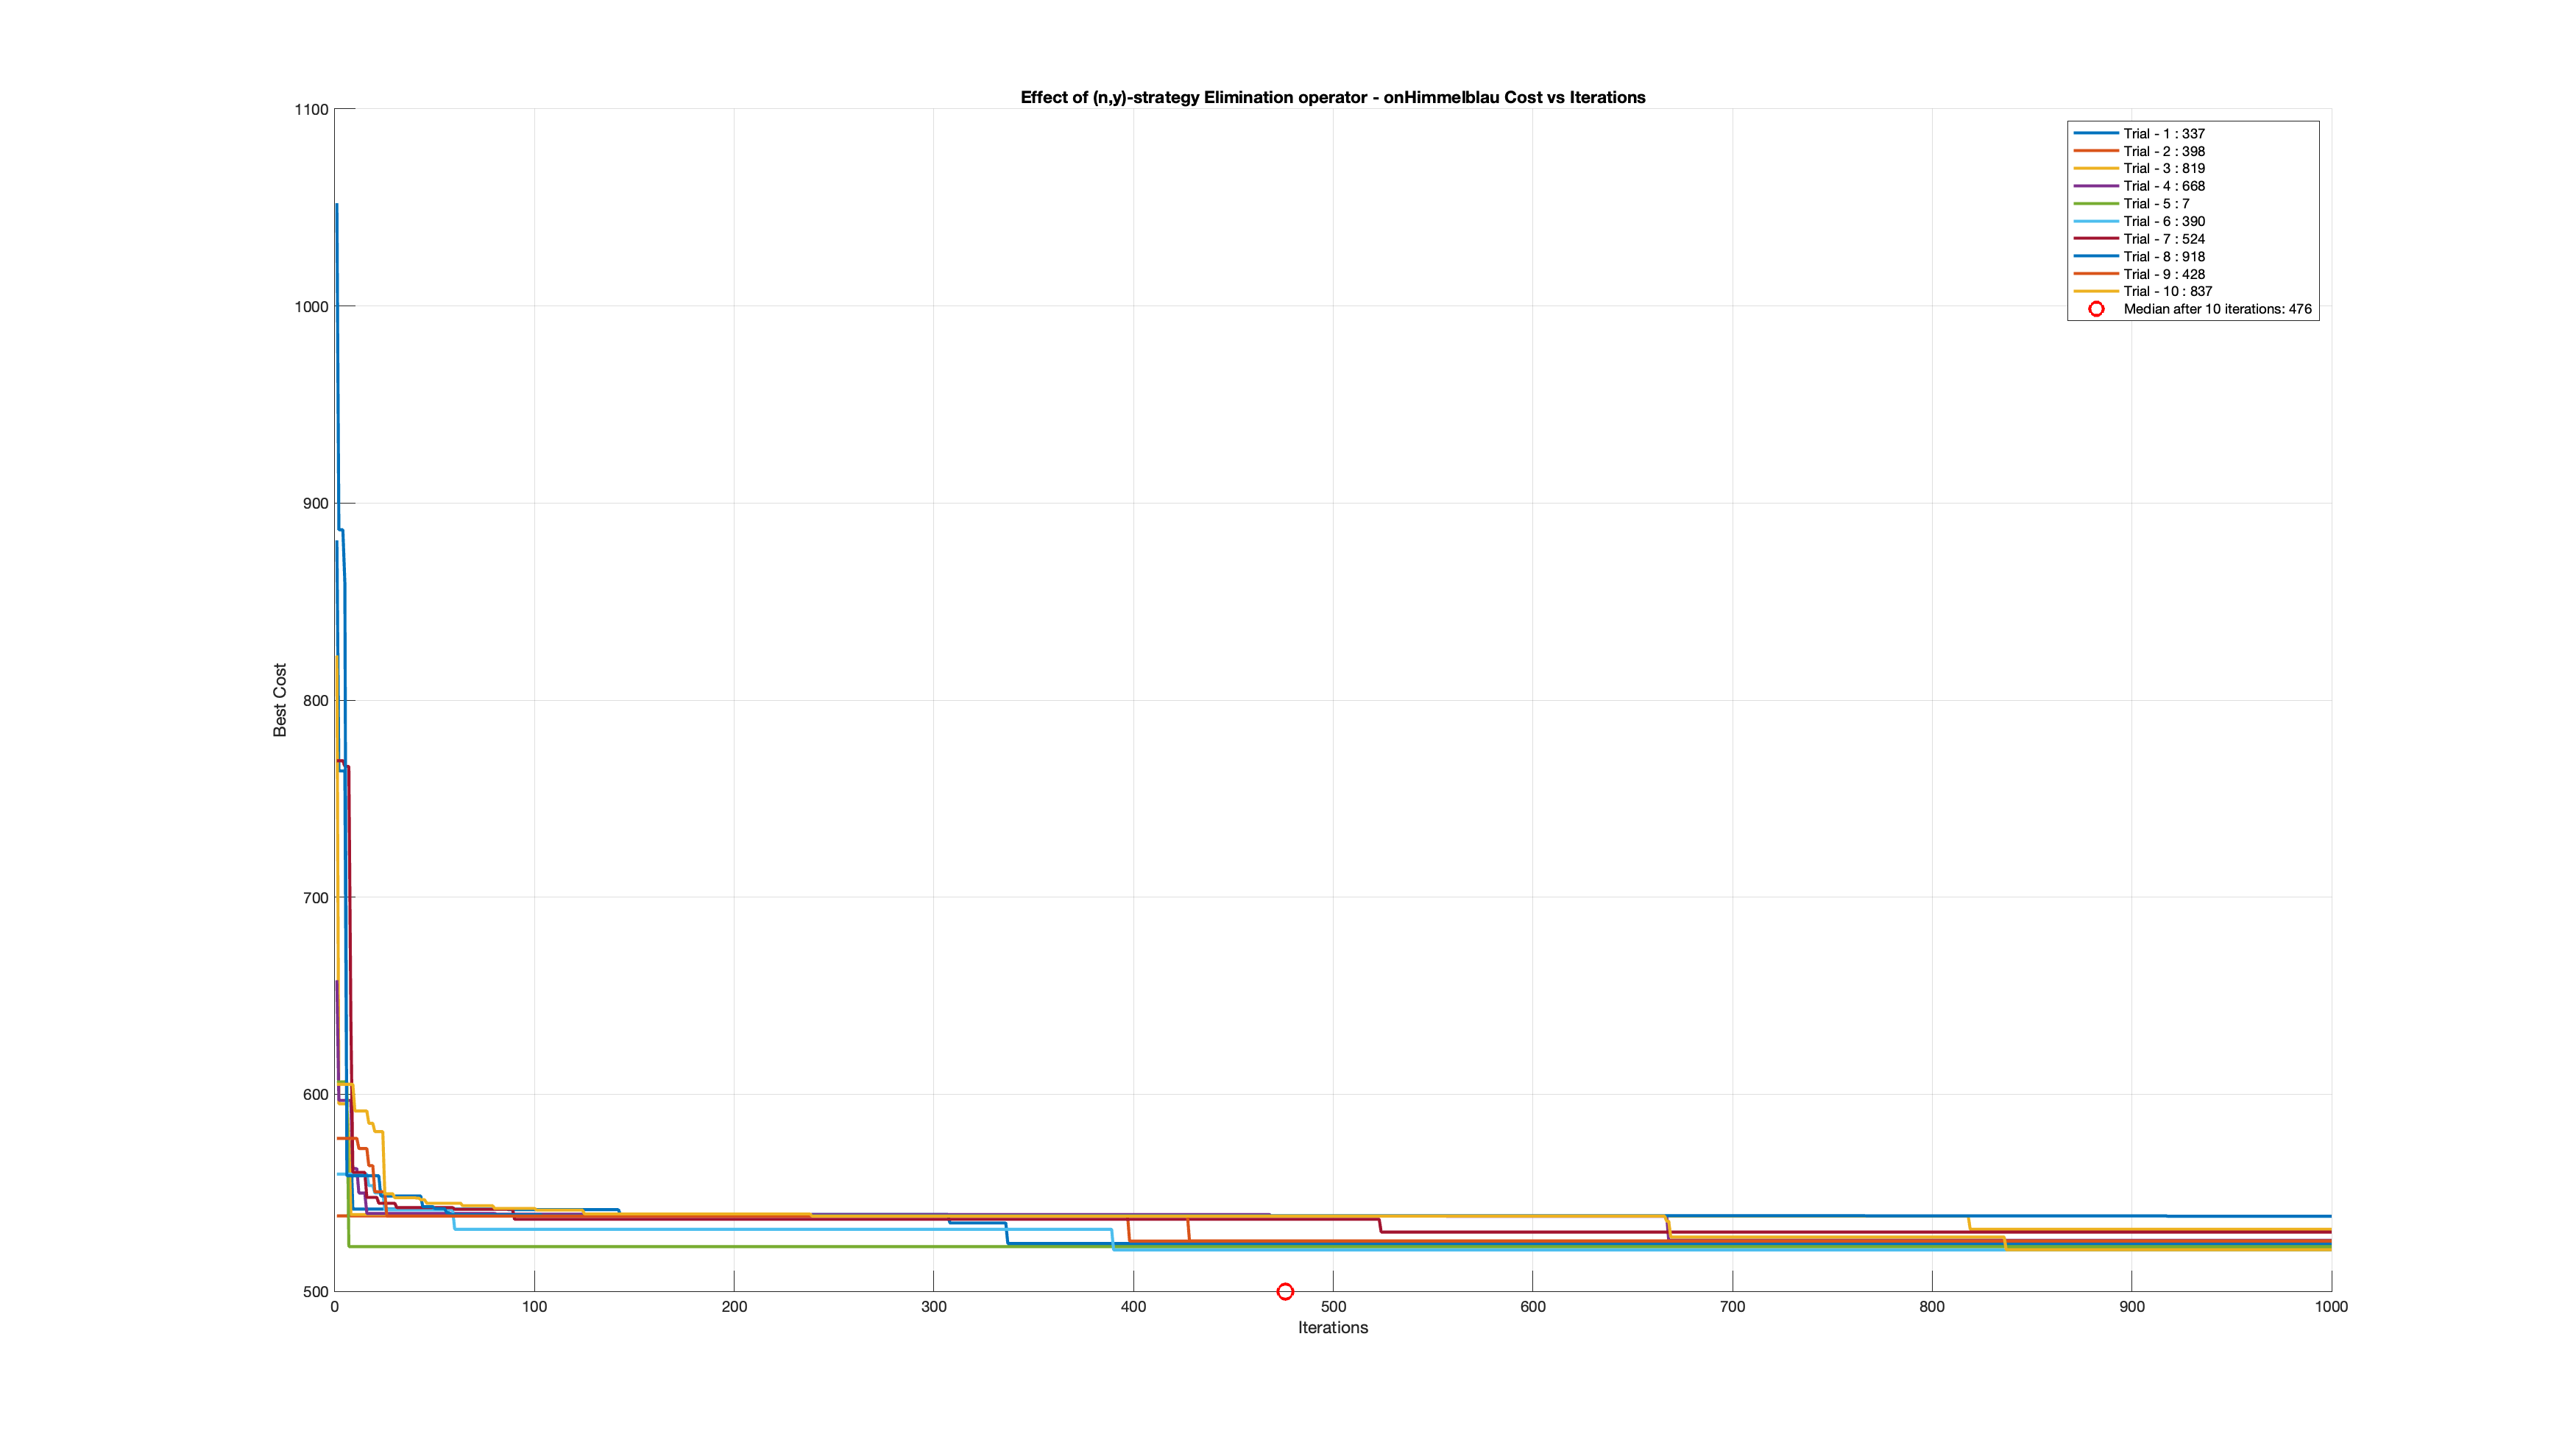 Effect of (n,y)-strategy Elimination operator - onHimmelblau Cost vs Iterations
1100
1000
900
800
700
600
500
Best Cost
0 100 200 300 400 500 600 700 800 900 1000
Iterations
Trial - 1 : 337
Trial - 2 : 398
Trial - 3 : 819
Trial - 4 : 668
Trial - 5 : 7
Trial - 6 : 390
Trial - 7 : 524
Trial - 8 : 918
Trial - 9 : 428
Trial - 10 : 837
Median after 10 iterations: 476